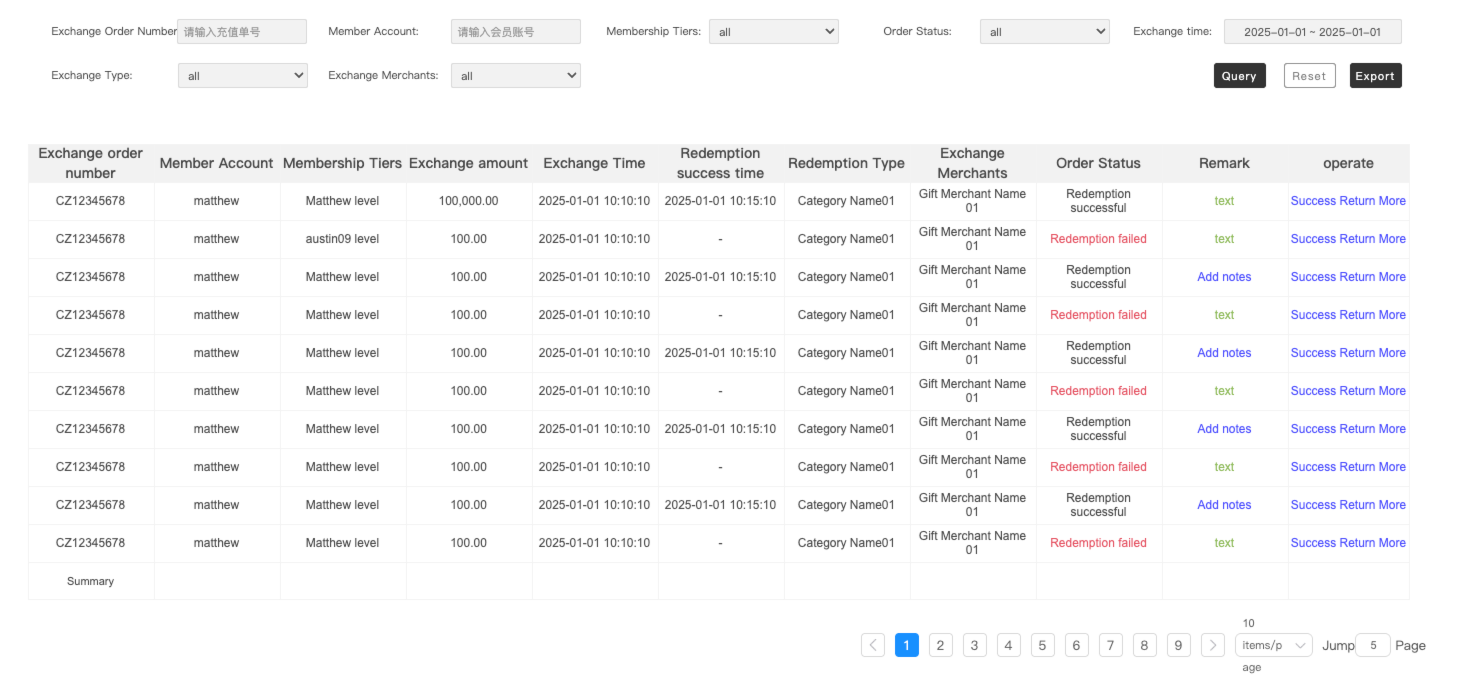 Exchange Order Number 请输入充值单号 Member Account: 请输入会员账号 Membership Tiers: all Order Status: all Exchange time: 2025-01-01 ~ 2025-01-01
Exchange Type: all Exchange Merchants: all Query Reset Export
Exchange order number Member Account Membership Tiers Exchange amount Exchange Time Redemption success time Redemption Type Exchange Merchants Order Status Remark operate
CZ12345678 matthew Matthew level 100,000.00 2025-01-01 10:10:10 2025-01-01 10:15:10 Category Name01 Gift Merchant Name 01 Redemption successful text Success Return More
CZ12345678 matthew austin09 level 100.00 2025-01-01 10:10:10 - Category Name01 Gift Merchant Name 01 Redemption failed text Success Return More
CZ12345678 matthew Matthew level 100.00 2025-01-01 10:10:10 2025-01-01 10:15:10 Category Name01 Gift Merchant Name 01 Redemption successful Add notes Success Return More
CZ12345678 matthew Matthew level 100.00 2025-01-01 10:10:10 - Category Name01 Gift Merchant Name 01 Redemption failed text Success Return More
CZ12345678 matthew Matthew level 100.00 2025-01-01 10:10:10 2025-01-01 10:15:10 Category Name01 Gift Merchant Name 01 Redemption successful Add notes Success Return More
CZ12345678 matthew Matthew level 100.00 2025-01-01 10:10:10 - Category Name01 Gift Merchant Name 01 Redemption failed text Success Return More
CZ12345678 matthew Matthew level 100.00 2025-01-01 10:10:10 2025-01-01 10:15:10 Category Name01 Gift Merchant Name 01 Redemption successful Add notes Success Return More
CZ12345678 matthew Matthew level 100.00 2025-01-01 10:10:10 - Category Name01 Gift Merchant Name 01 Redemption failed text Success Return More
CZ12345678 matthew Matthew level 100.00 2025-01-01 10:10:10 2025-01-01 10:15:10 Category Name01 Gift Merchant Name 01 Redemption successful Add notes Success Return More
CZ12345678 matthew Matthew level 100.00 2025-01-01 10:10:10 - Category Name01 Gift Merchant Name 01 Redemption failed text Success Return More
Summary
1 2 3 4 5 6 7 8 9 10 items/p age Jump 5 Page